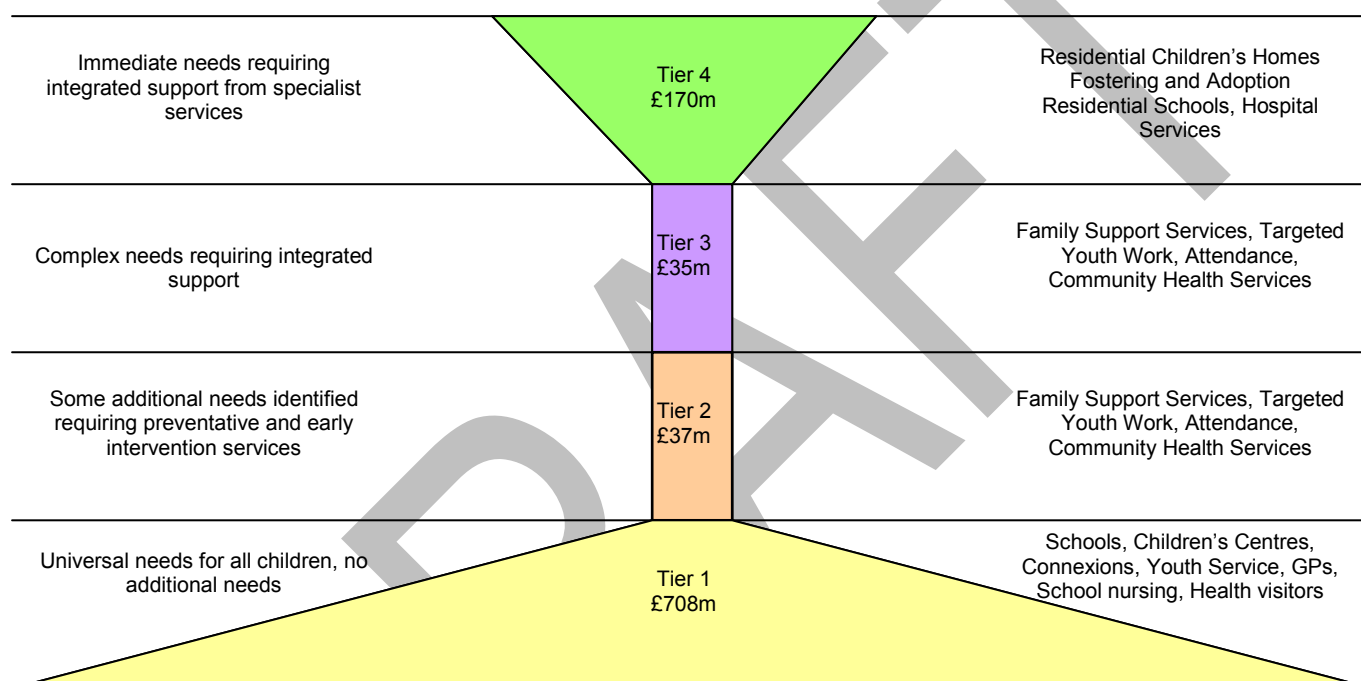 Immediate needs requiring
integrated support from specialist
services
Tier 4
£170m
Residential Children's Homes
Fostering and Adoption
Residential Schools, Hospital
Services
Complex needs requiring integrated
support
Tier 3
£35m
Family Support Services, Targeted
Youth Work, Attendance,
Community Health Services
Some additional needs identified
requiring preventative and early
intervention services
Tier 2
£37m
Family Support Services, Targeted
Youth Work, Attendance,
Community Health Services
Universal needs for all children, no
additional needs
Tier 1
£708m
Schools, Children's Centres,
Connexions, Youth Service, GPs,
School nursing, Health visitors
DRAFT